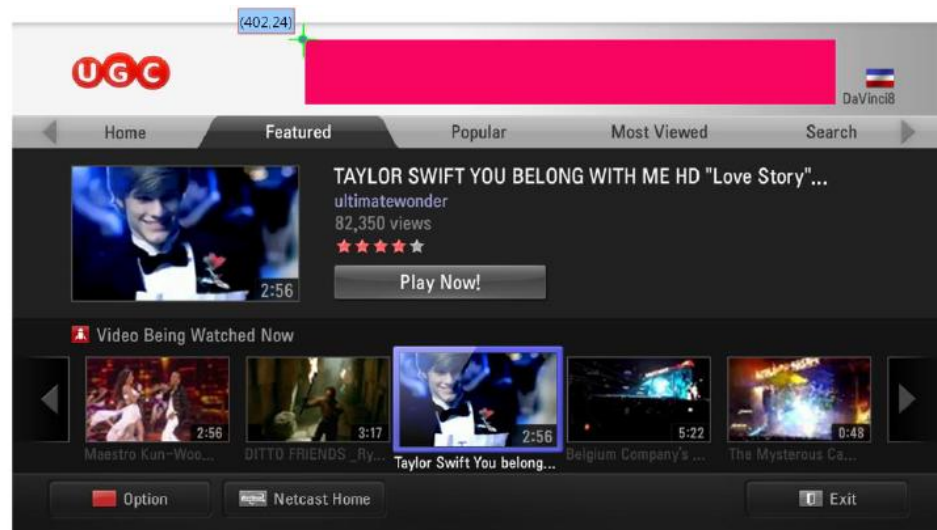 (402,24)
UGC
DaVinci8
Home Featured Popular Most Viewed Search
TAYLOR SWIFT YOU BELONG WITH ME HD "Love Story"...
ultimatewonder
82,350 views
2:56
Play Now!
Video Being Watched Now
2:56 3:17 2:56 5:22 0:48
Maestro Kun-Woo... DITTO FRIENDS _Ry... Taylor Swift You belong... Belgium Company's ... The Mysterous Ca...
Option Netcast Home Exit